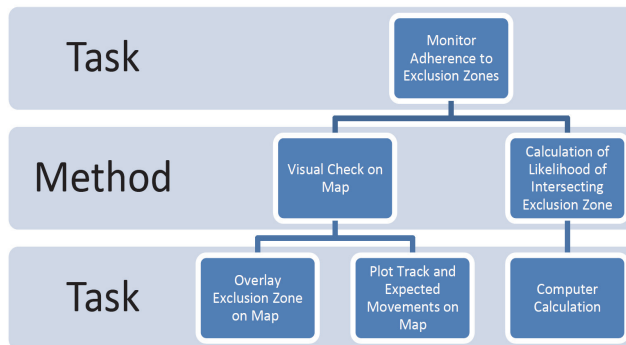 Task
Monitor
Adherence to
Exclusion Zones
Method
Visual Check on
Map
Calculation of
Likelihood of
Intersecting
Exclusion Zone
Task
Overlay
Exclusion Zone
on Map
Plot Track and
Expected
Movements on
Map
Computer
Calculation